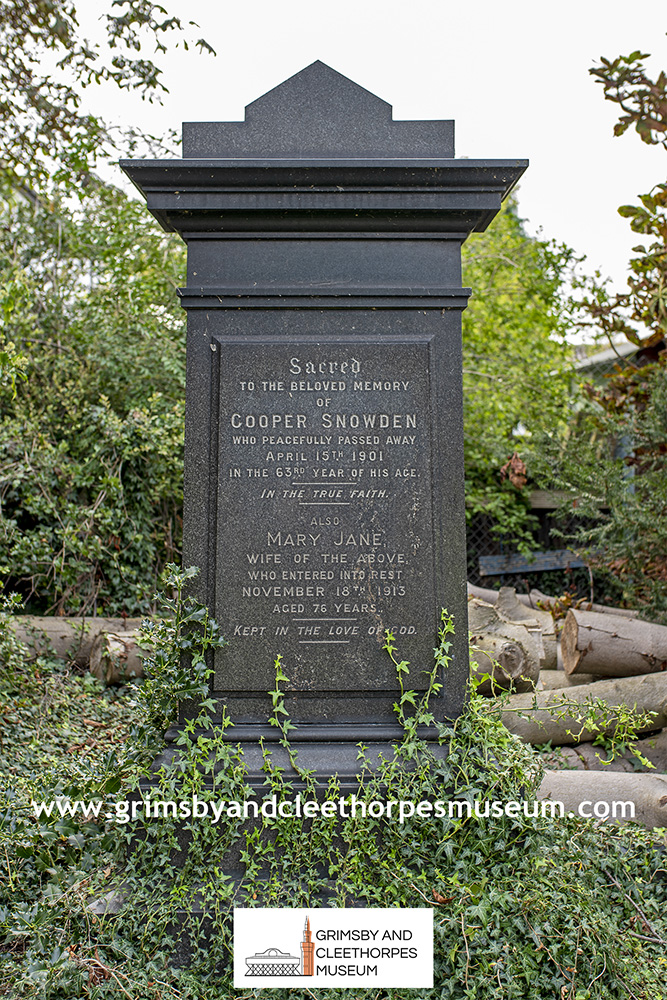 Sacred
TO THE BELOVED MEMORY
OF
COOPER SNOWDEN
WHO PEACEFULLY PASSED AWAY
APRIL 15TH 1901
IN THE 63RD YEAR OF HIS AGE.
IN THE TRUE FAITH.
ALSO
MARY JANE,
WIFE OF THE ABOVE,
WHO ENTERED INTO REST
NOVEMBER 18TH 1913
AGED 76 YEARS.
KEPT IN THE LOVE OF GOD.
www.grimsbyandcleethorpesmuseum.com
GRIMSBY AND
CLEETHORPES
MUSEUM